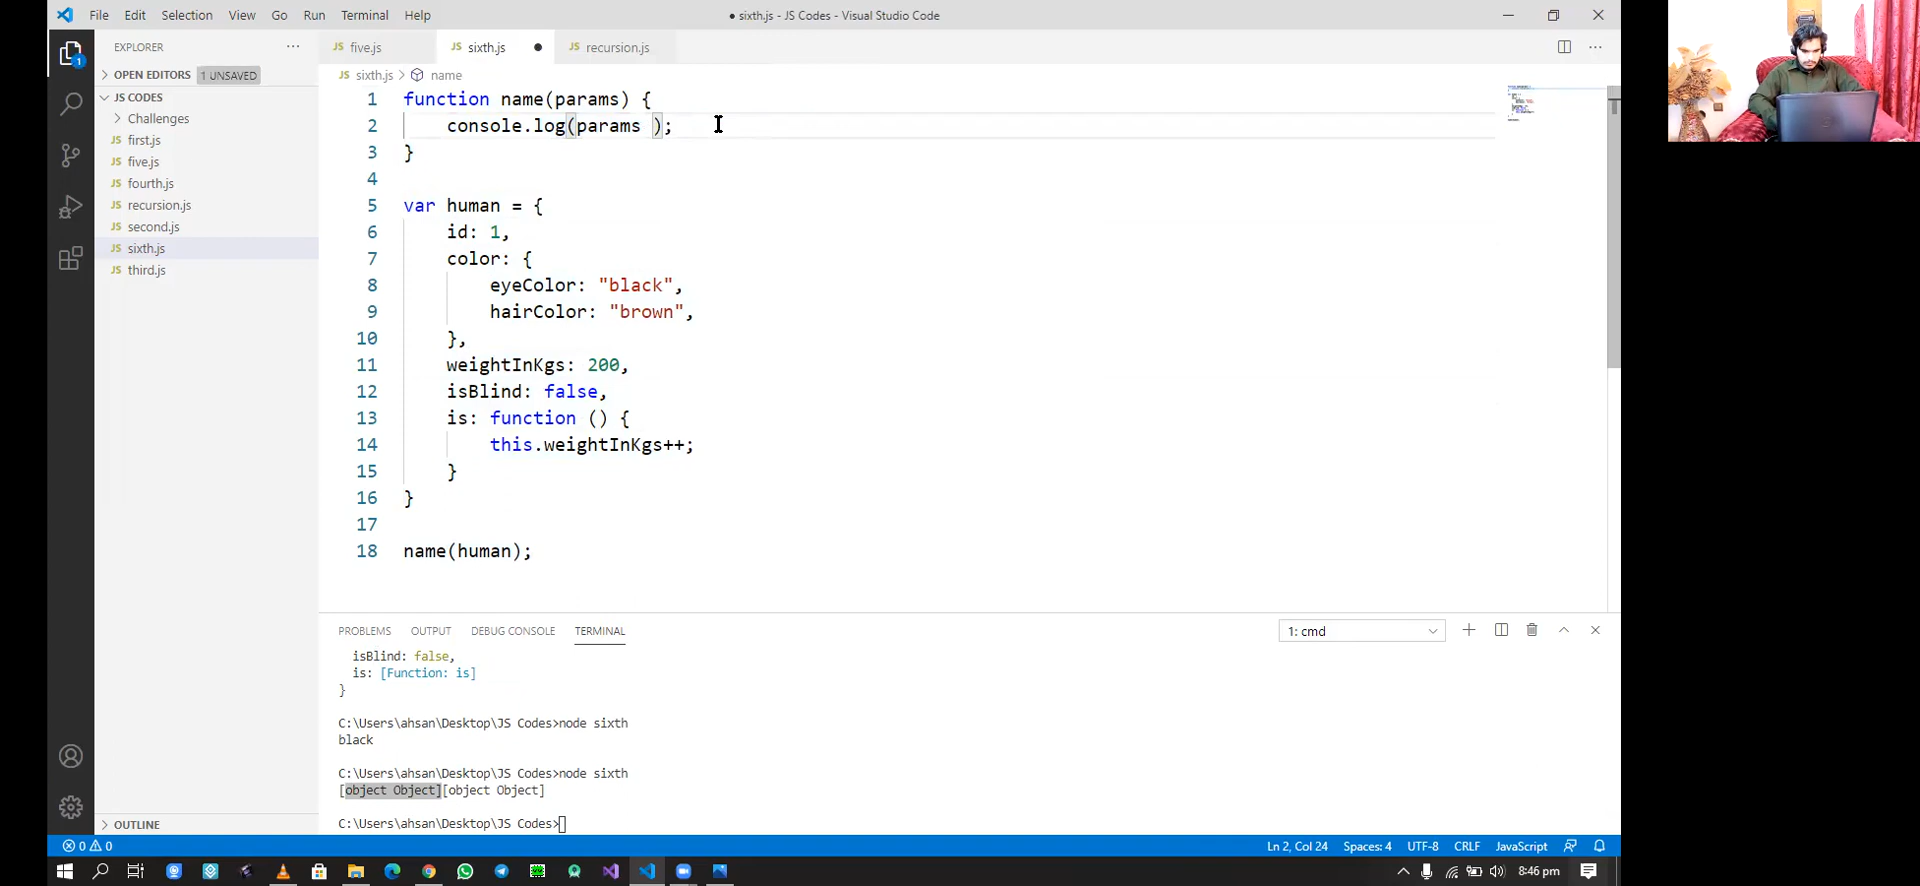 File Edit Selection View Go Run Terminal Help
● sixth.js - JS Codes - Visual Studio Code
EXPLORER
JS five.js
JS sixth.js ●
JS recursion.js
OPEN EDITORS 1 UNSAVED
JS sixth.js > name
JS CODES
Challenges
JS first.js
JS five.js
JS fourth.js
JS recursion.js
JS second.js
JS sixth.js
JS third.js
OUTLINE
1 function name(params) {
2 console.log(params );
3 }
4
5 var human = {
6 id: 1,
7 color: {
8 eyeColor: "black",
9 hairColor: "brown",
10 },
11 weightInKgs: 200,
12 isBlind: false,
13 is: function () {
14 this.weightInKgs++;
15 }
16 }
17
18 name(human);
PROBLEMS OUTPUT DEBUG CONSOLE TERMINAL
1: cmd
isBlind: false,
is: [Function: is]
}
C:\Users\ahsan\Desktop\JS Codes>node sixth
black
C:\Users\ahsan\Desktop\JS Codes>node sixth
[object Object][object Object]
C:\Users\ahsan\Desktop\JS Codes>
0 0 Ln 2, Col 24 Spaces: 4 UTF-8 CRLF JavaScript
8:46 pm